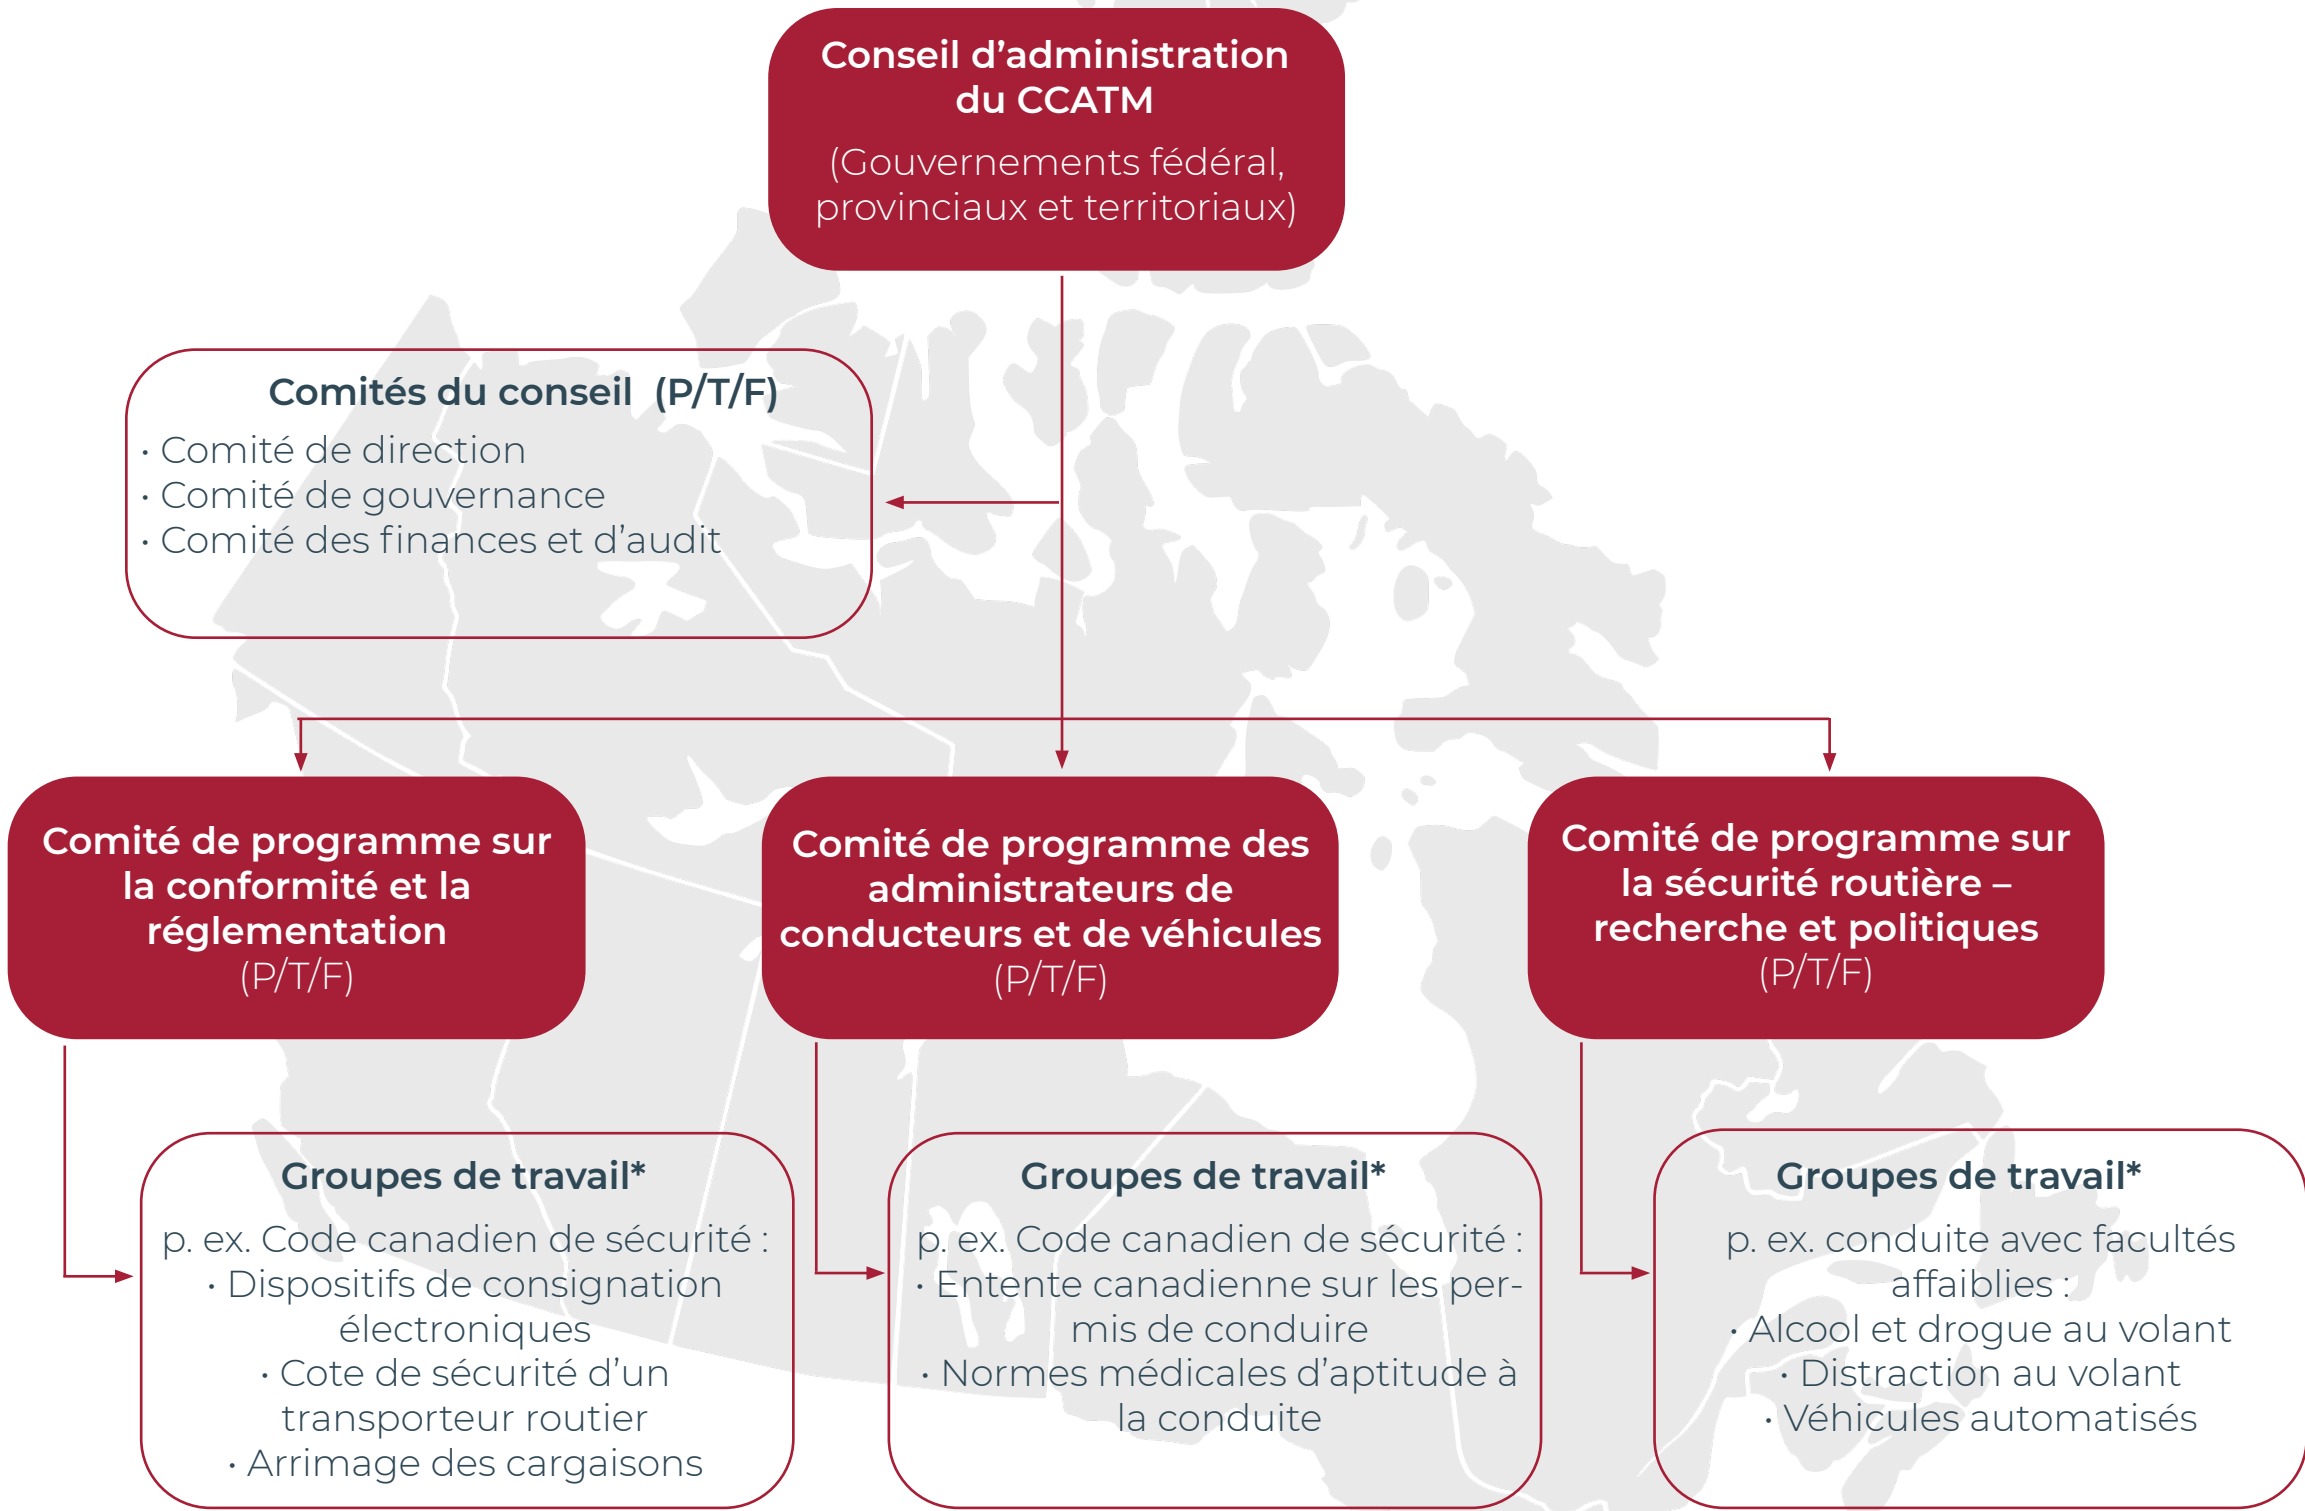 Conseil d’administration
du CCATM
(Gouvernements fédéral,
provinciaux et territoriaux)
Comités du conseil (P/T/F)
• Comité de direction
• Comité de gouvernance
• Comité des finances et d’audit
Comité de programme sur
la conformité et la
réglementation
(P/T/F)
Comité de programme des
administrateurs de
conducteurs et de véhicules
(P/T/F)
Comité de programme sur
la sécurité routière –
recherche et politiques
(P/T/F)
Groupes de travail*
p. ex. Code canadien de sécurité :
• Dispositifs de consignation
électroniques
• Cote de sécurité d’un
transporteur routier
• Arrimage des cargaisons
Groupes de travail*
p. ex. Code canadien de sécurité :
• Entente canadienne sur les per-
mis de conduire
• Normes médicales d’aptitude à
la conduite
Groupes de travail*
p. ex. conduite avec facultés
affaiblies :
• Alcool et drogue au volant
• Distraction au volant
• Véhicules automatisés